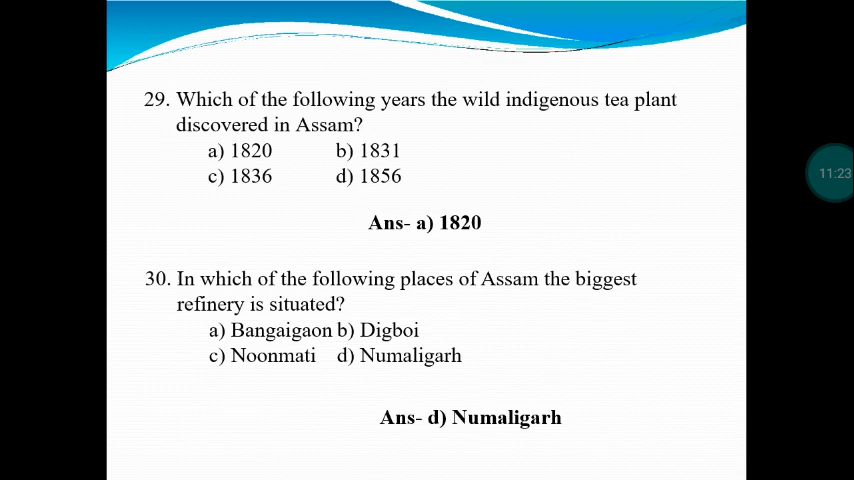 29. Which of the following years the wild indigenous tea plant
discovered in Assam?
a) 1820 b) 1831
c) 1836 d) 1856
Ans- a) 1820
30. In which of the following places of Assam the biggest
refinery is situated?
a) Bangaigaon b) Digboi
c) Noonmati d) Numaligarh
Ans- d) Numaligarh
11:23